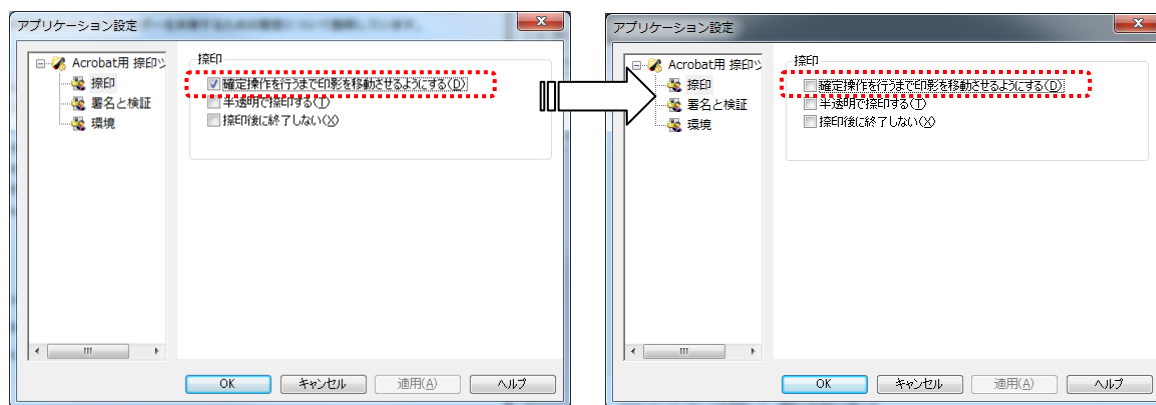 アプリケーション設定
Acrobat用 捺印ツ
捺印
署名と検証
環境
捺印
確定操作を行うまで印影を移動させるようにする(D)
半透明で捺印する(T)
捺印後に終了しない(X)
OK
キャンセル
適用(A)
ヘルプ
アプリケーション設定
Acrobat用 捺印ツ
捺印
署名と検証
環境
捺印
確定操作を行うまで印影を移動させるようにする(D)
半透明で捺印する(T)
捺印後に終了しない(X)
OK
キャンセル
適用(A)
ヘルプ